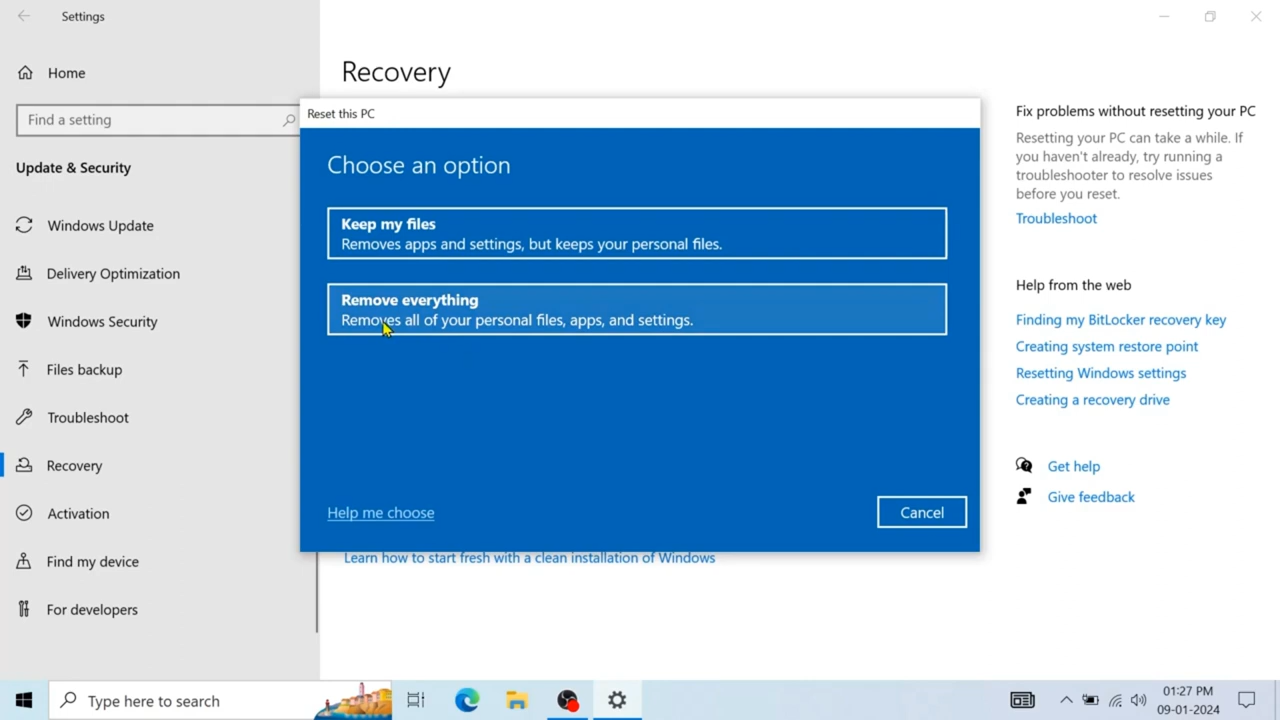 Settings
Home
Find a setting
Update & Security
Windows Update
Delivery Optimization
Windows Security
Files backup
Troubleshoot
Recovery
Activation
Find my device
For developers
Recovery
Reset this PC
Choose an option
Keep my files
Removes apps and settings, but keeps your personal files.
Remove everything
Removes all of your personal files, apps, and settings.
Help me choose
Cancel
Learn how to start fresh with a clean installation of Windows
Fix problems without resetting your PC
Resetting your PC can take a while. If
you haven't already, try running a
troubleshooter to resolve issues
before you reset.
Troubleshoot
Help from the web
Finding my BitLocker recovery key
Creating system restore point
Resetting Windows settings
Creating a recovery drive
Get help
Give feedback
Type here to search
01:27 PM
09-01-2024